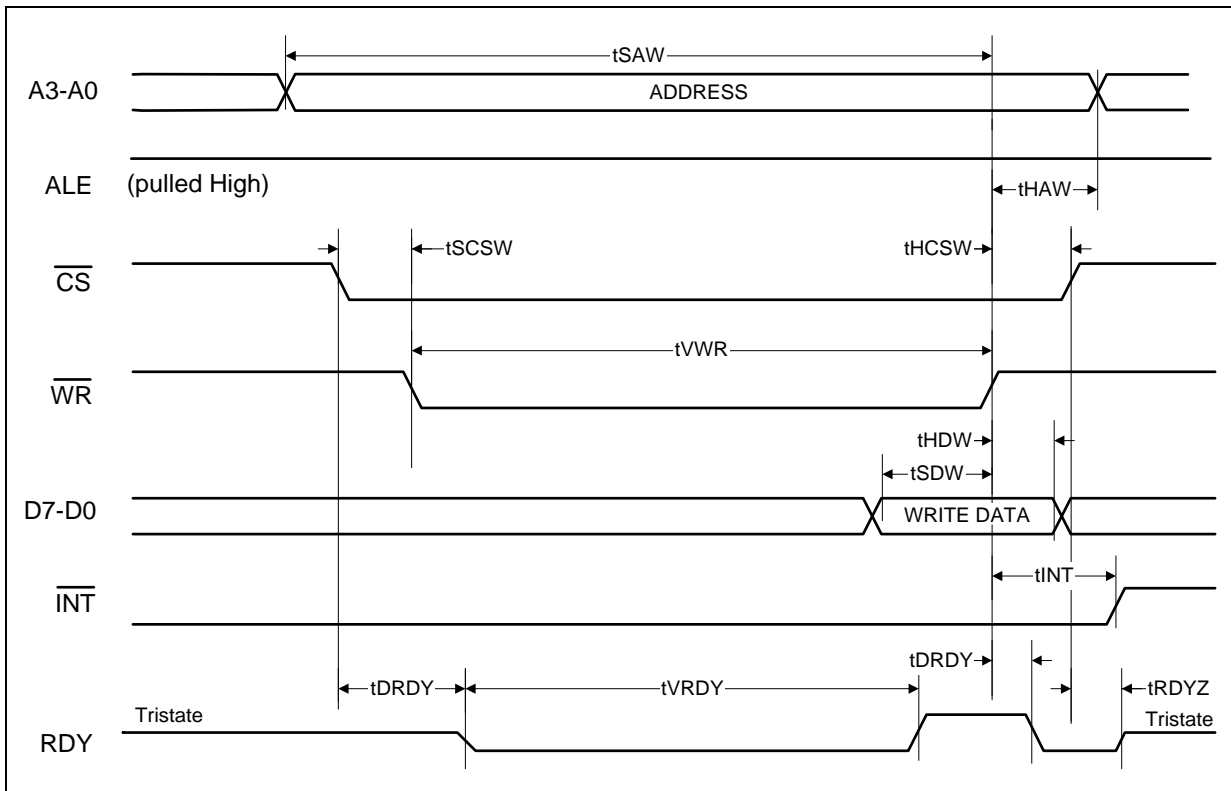 tSAW
A3-A0
ADDRESS
ALE
(pulled High)
tHAW
tSCSW
tHCSW
CS
tVWR
WR
tHDW
tSDW
D7-D0
WRITE DATA
tINT
INT
tDRDY
tDRDY
tVRDY
tRDYZ
Tristate
Tristate
RDY